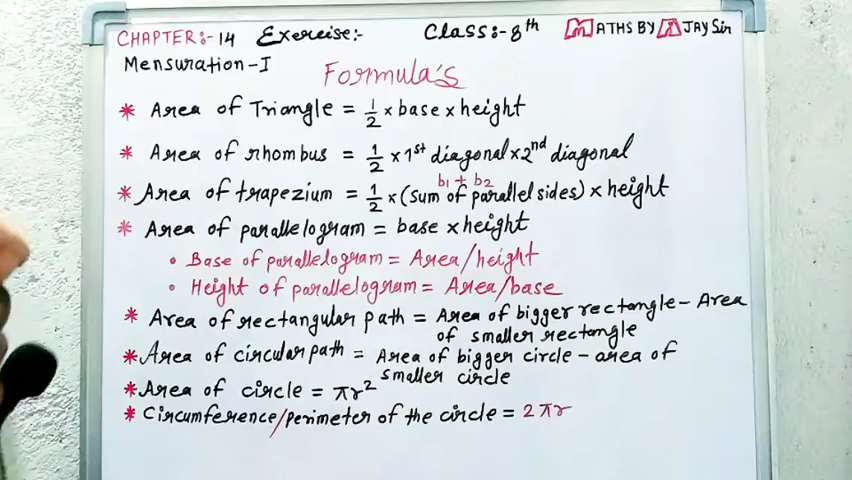 CHAPTER:- 14 Exercise:- Class:- 8th MATHS BY AJAY Sir
Mensuration-I
Formula's
* Area of Triangle = 1/2 × base × height
* Area of rhombus = 1/2 × 1st diagonal × 2nd diagonal
b1 + b2
* Area of trapezium = 1/2 × (sum of parallel sides) × height
* Area of parallelogram = base × height
• Base of parallelogram = Area/height
• Height of parallelogram = Area/base
* Area of rectangular path = Area of bigger rectangle - Area
of smaller rectangle
* Area of circular path = Area of bigger circle - area of
smaller circle
* Area of circle = πr²
* Circumference/perimeter of the circle = 2πr